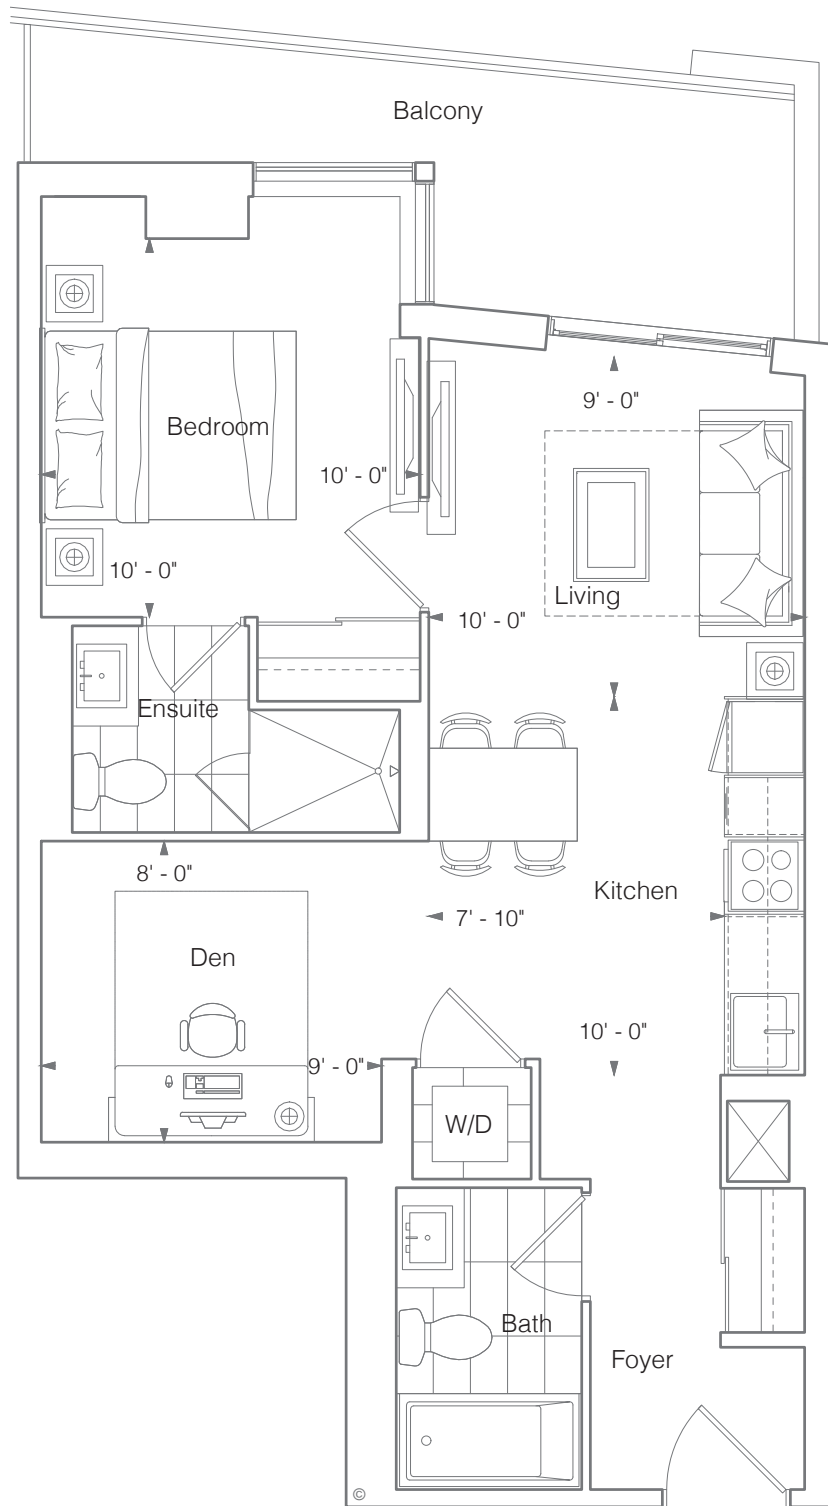 Balcony
9' - 0"
Bedroom
10' - 0"
10' - 0"
Living
10' - 0"
Ensuite
8' - 0"
Kitchen
7' - 10"
Den
10' - 0"
9' - 0"
W/D
Bath
Foyer
©